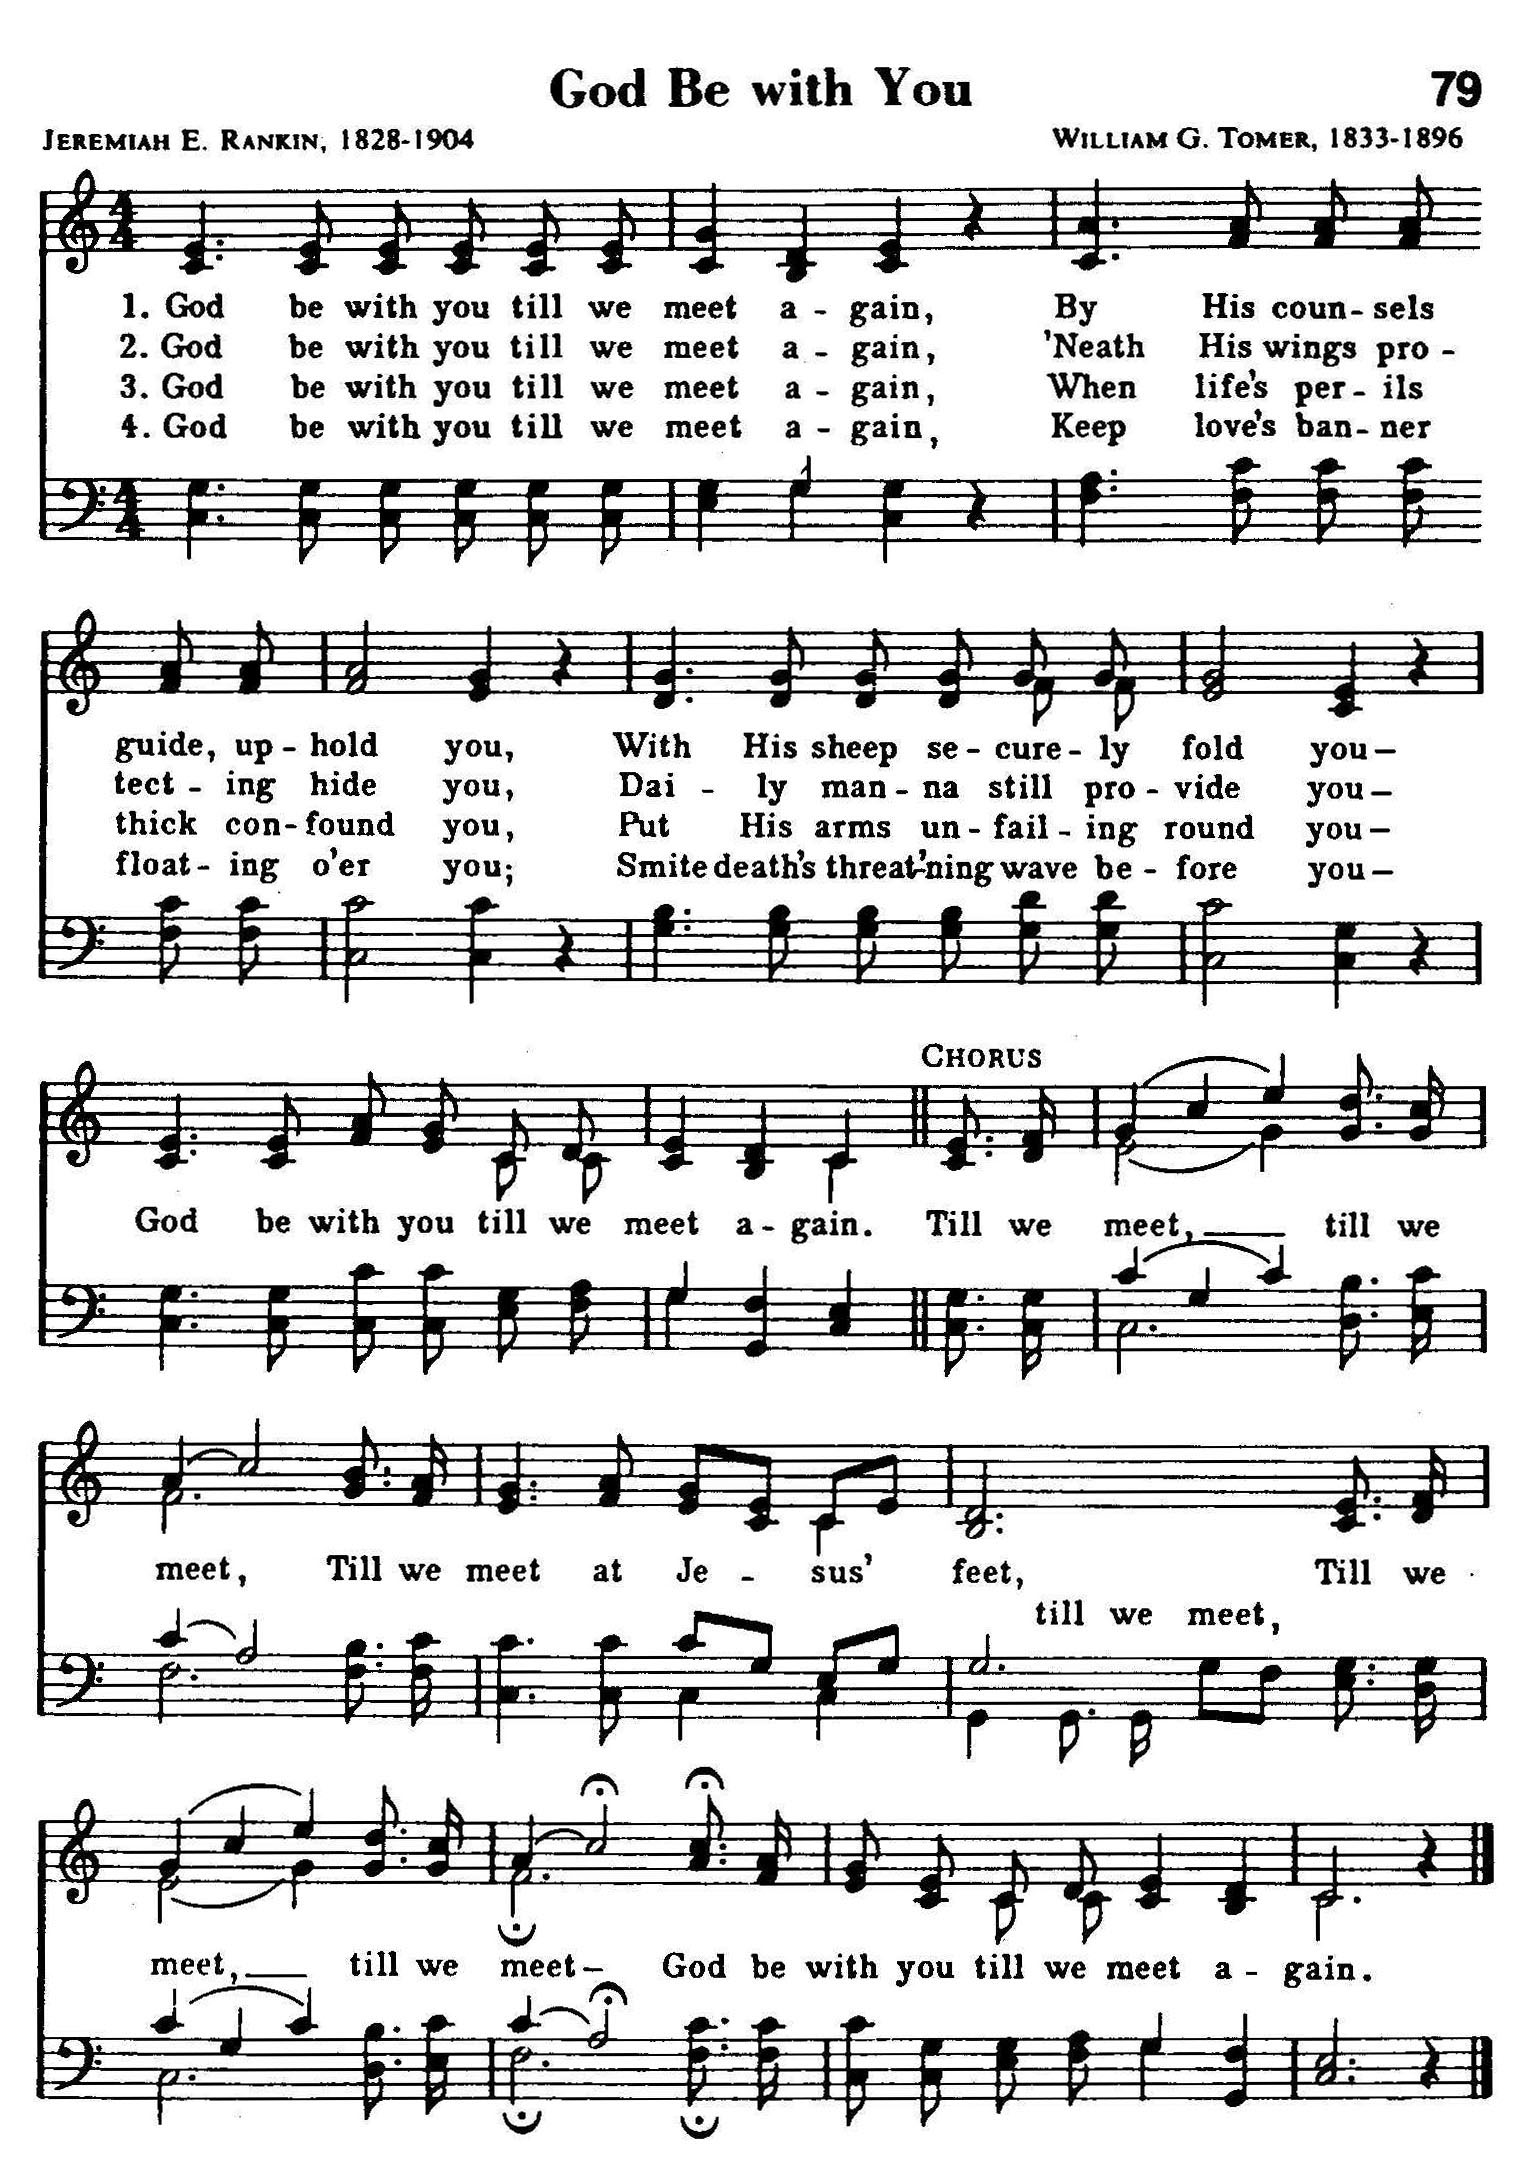 God Be with You 79
JEREMIAH E. RANKIN, 1828-1904 WILLIAM G. TOMER, 1833-1896
4
4
1. God be with you till we meet a - gain, By His coun - sels
2. God be with you till we meet a - gain, 'Neath His wings pro -
3. God be with you till we meet a - gain, When life's per - ils
4. God be with you till we meet a - gain, Keep love's ban - ner
4
4
guide, up - hold you, With His sheep se - cure - ly fold you—
tect - ing hide you, Dai - ly man - na still pro - vide you—
thick con - found you, Put His arms un - fail - ing round you—
float - ing o'er you; Smite death's threat'-ning wave be - fore you—
CHORUS
God be with you till we meet a - gain. Till we meet, till we
meet, Till we meet at Je - sus' feet, Till we
till we meet,
meet, till we meet— God be with you till we meet a - gain.